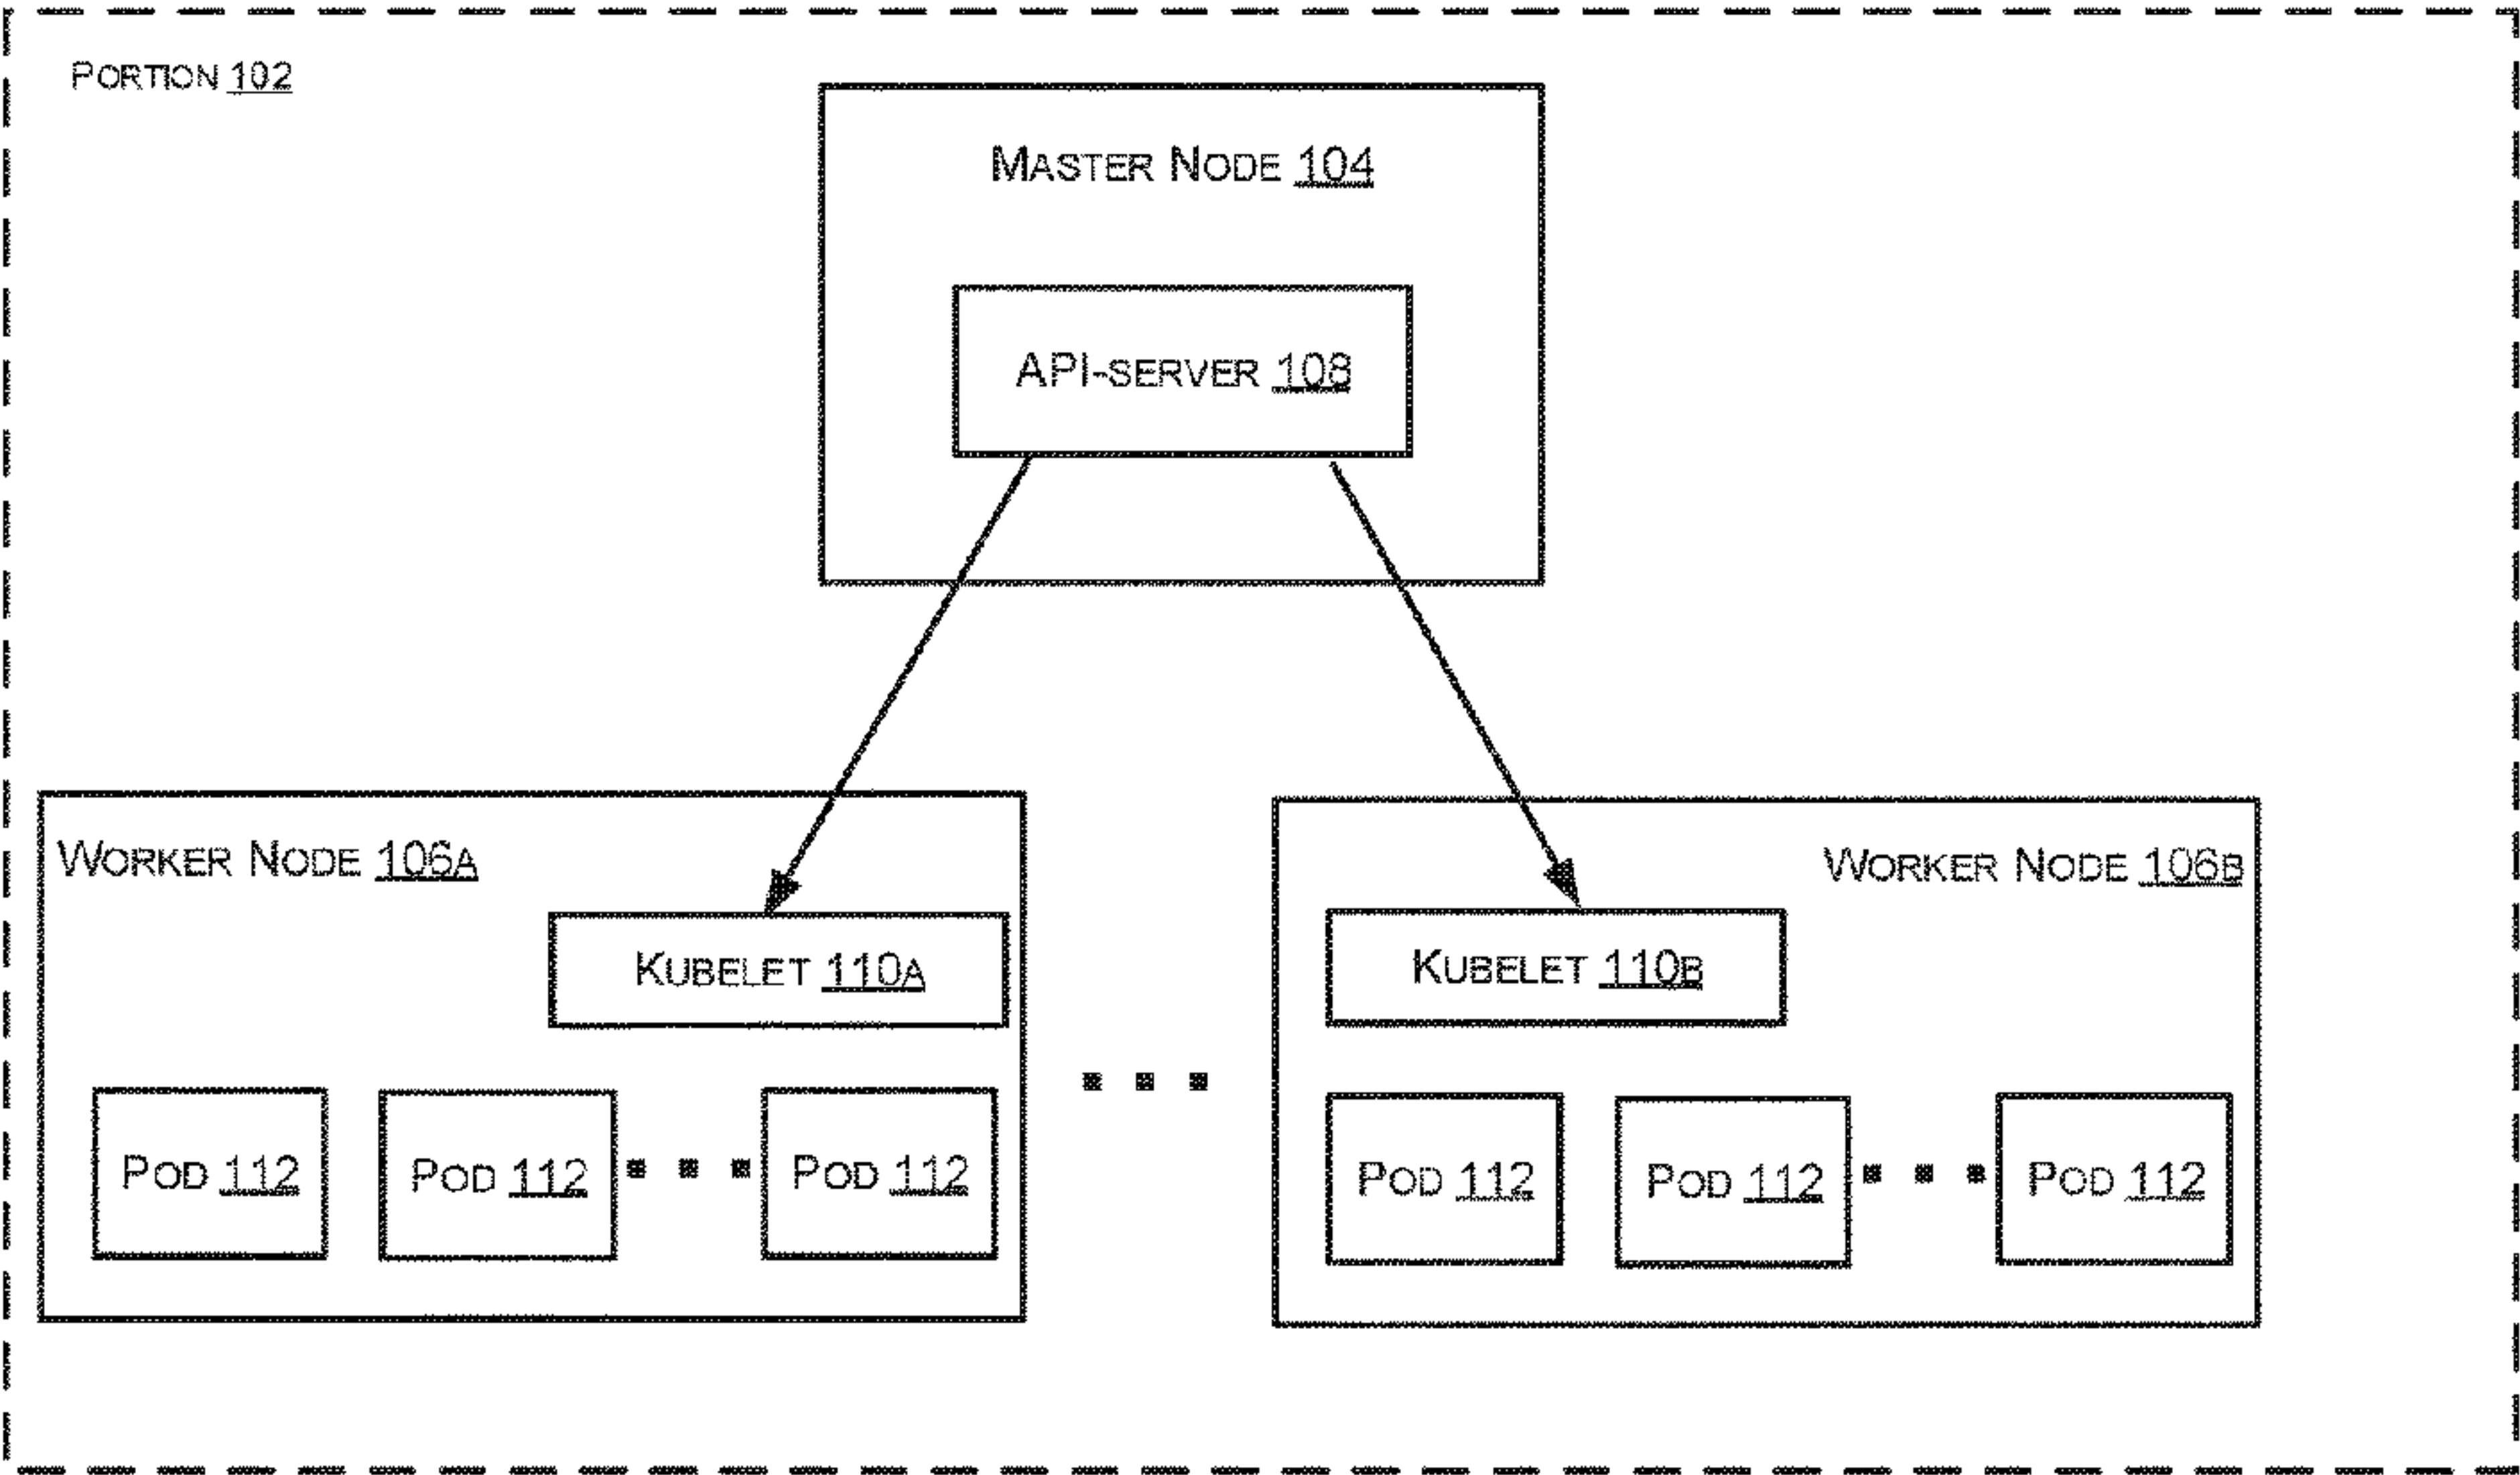 PORTION 102
MASTER NODE 104
API-SERVER 108
WORKER NODE 106A
KUBELET 110A
POD 112
POD 112
POD 112
WORKER NODE 106B
KUBELET 110B
POD 112
POD 112
POD 112